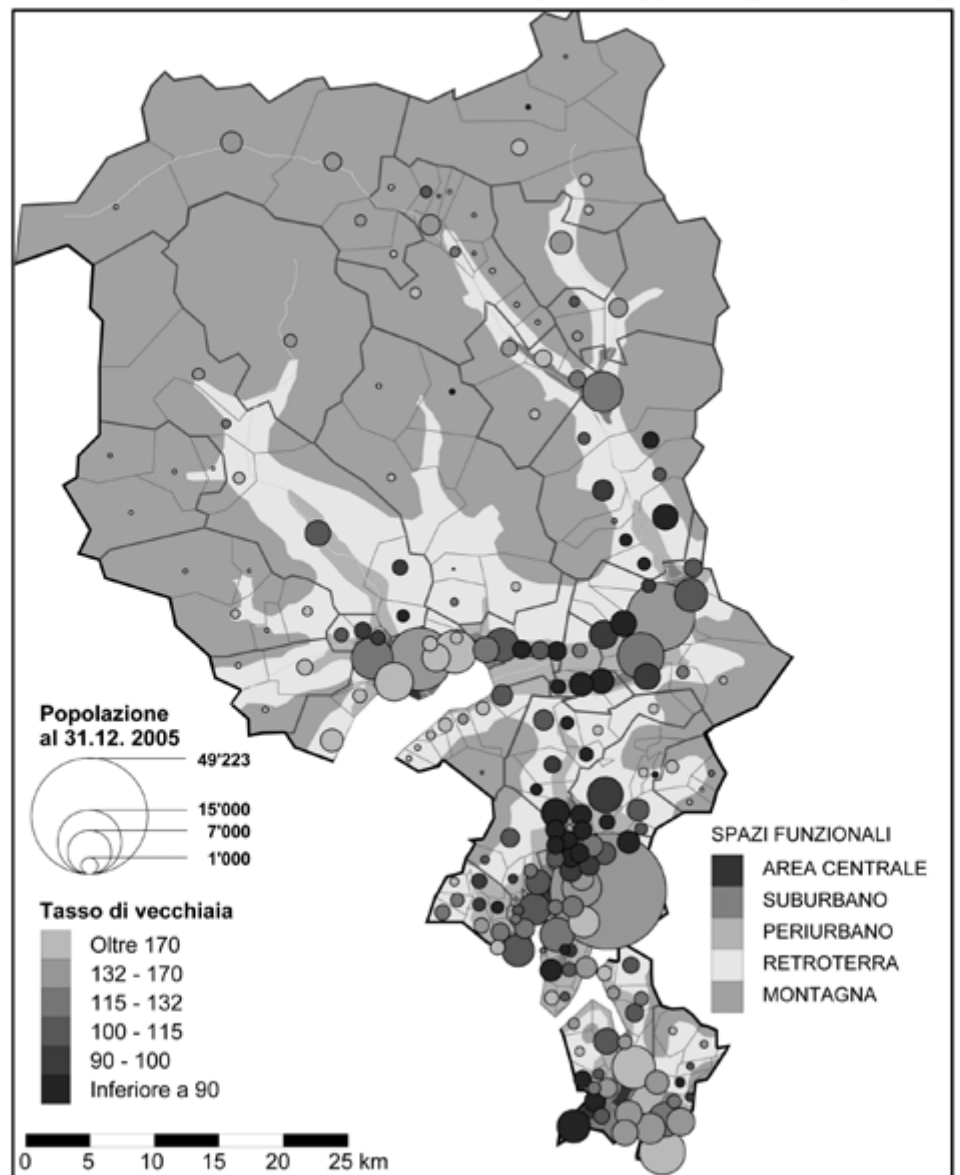 Popolazione
al 31.12. 2005
49'223
15'000
7'000
1'000
Tasso di vecchiaia
Oltre 170
132 - 170
115 - 132
100 - 115
90 - 100
Inferiore a 90
0 5 10 15 20 25 km
SPAZI FUNZIONALI
AREA CENTRALE
SUBURBANO
PERIURBANO
RETROTERRA
MONTAGNA